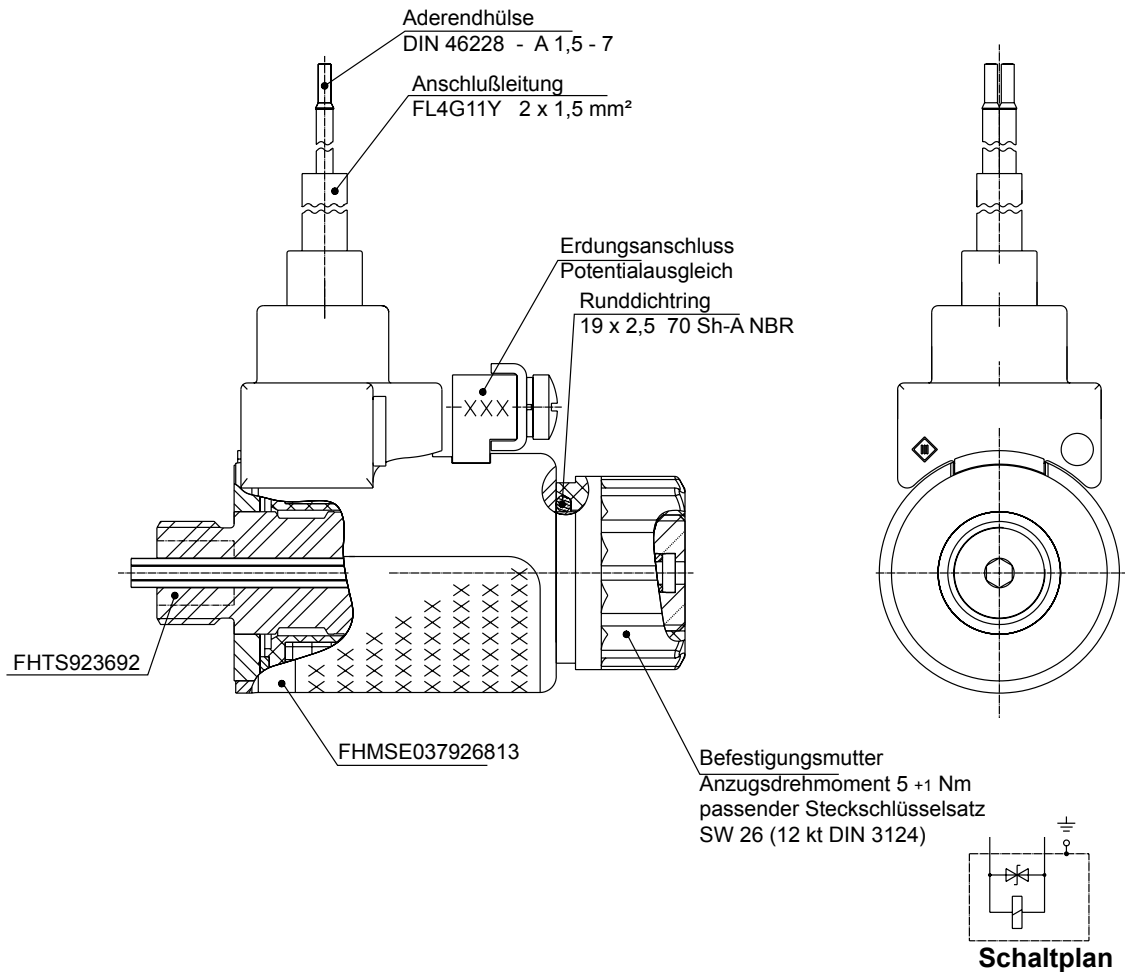 Aderendhülse
DIN 46228 - A 1,5 - 7
Anschlußleitung
FL4G11Y 2 x 1,5 mm²
Erdungsanschluss
Potentialausgleich
Runddichtring
19 x 2,5 70 Sh-A NBR
XXX
FHTS923692
FHMSE037926813
Befestigungsmutter
Anzugsdrehmoment 5 +1 Nm
passender Steckschlüsselsatz
SW 26 (12 kt DIN 3124)
Schaltplan